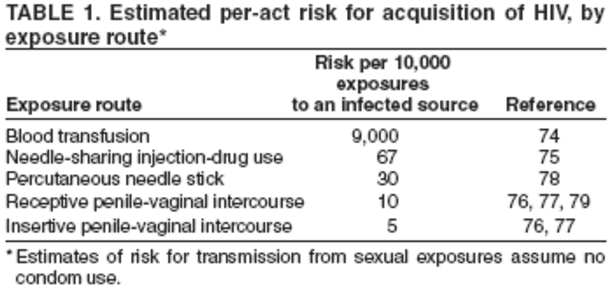 TABLE 1. Estimated per-act risk for acquisition of HIV, by
exposure route*
Risk per 10,000
exposures
Exposure route to an infected source Reference
Blood transfusion 9,000 74
Needle-sharing injection-drug use 67 75
Percutaneous needle stick 30 78
Receptive penile-vaginal intercourse 10 76, 77, 79
Insertive penile-vaginal intercourse 5 76, 77
* Estimates of risk for transmission from sexual exposures assume no
condom use.